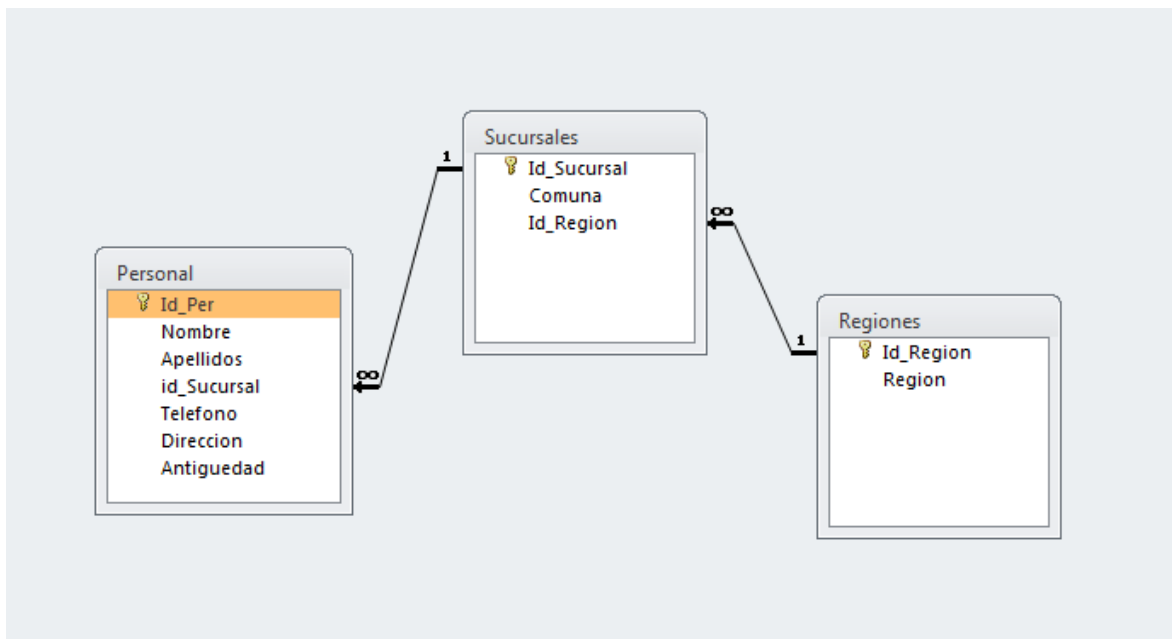 Sucursales
Id_Sucursal
Comuna
Id_Region
1
∞
Personal
Id_Per
Nombre
Apellidos
id_Sucursal
Telefono
Direccion
Antiguedad
∞
1
Regiones
Id_Region
Region